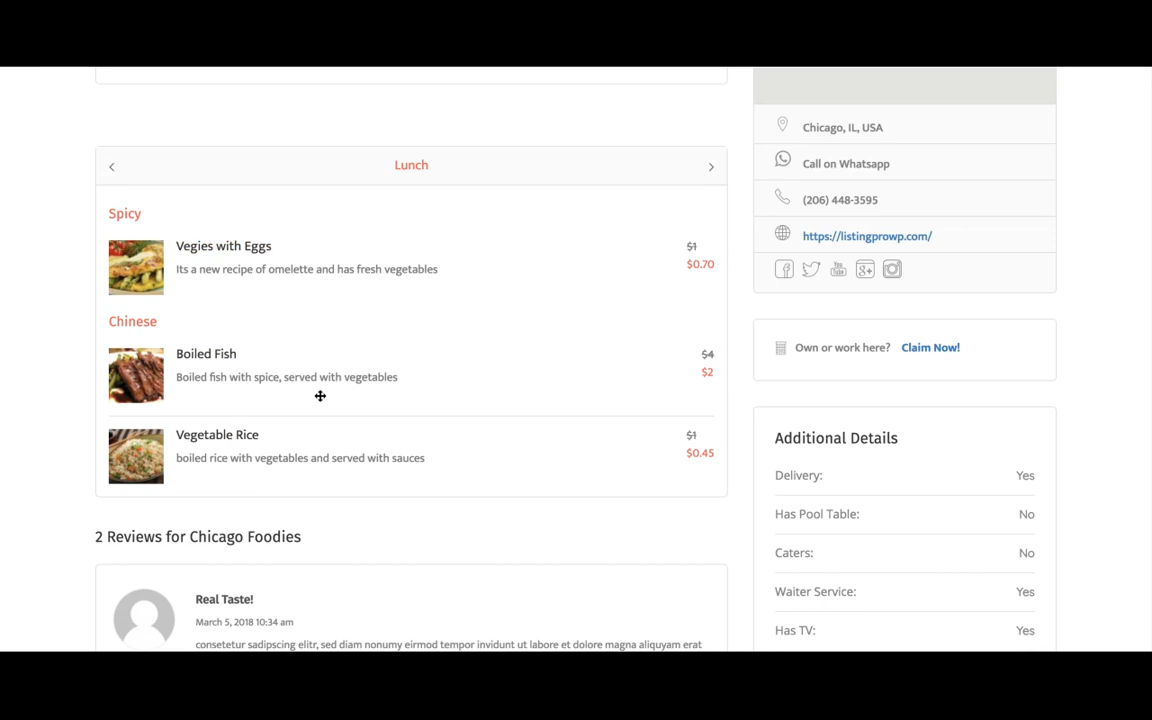 Lunch
Spicy
Vegies with Eggs
$1
Its a new recipe of omelette and has fresh vegetables
$0.70
Chinese
Boiled Fish
$4
Boiled fish with spice, served with vegetables
$2
Vegetable Rice
$1
boiled rice with vegetables and served with sauces
$0.45
2 Reviews for Chicago Foodies
Real Taste!
March 5, 2018 10:34 am
consetetur sadipscing elitr, sed diam nonumy eirmod tempor invidunt ut labore et dolore magna aliquyam erat
Chicago, IL, USA
Call on Whatsapp
(206) 448-3595
https://listingprowp.com/
You
Tube
g+
Own or work here? Claim Now!
Additional Details
Delivery: Yes
Has Pool Table: No
Caters: No
Waiter Service: Yes
Has TV: Yes